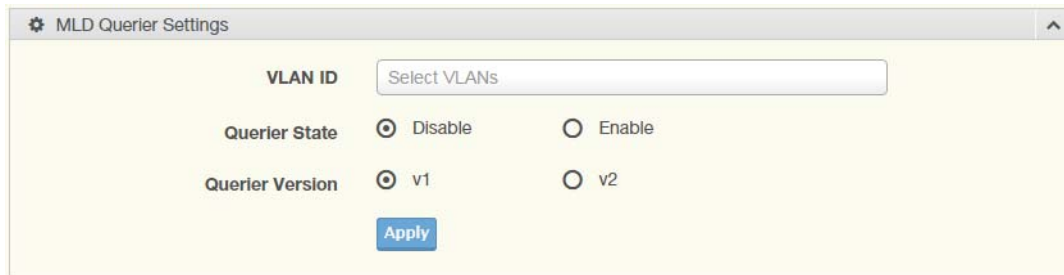 MLD Querier Settings
VLAN ID Select VLANs
Querier State Disable Enable
Querier Version v1 v2
Apply